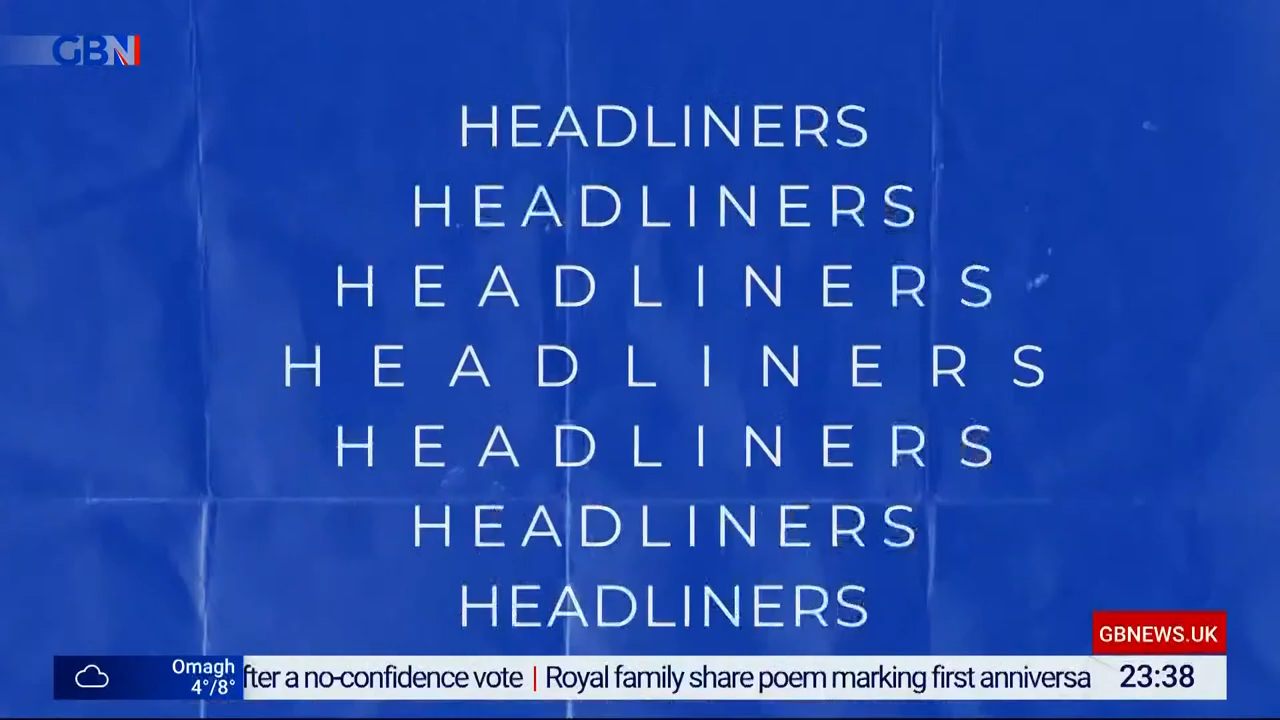 GBN
HEADLINERS
HEADLINERS
HEADLINERS
HEADLINERS
HEADLINERS
HEADLINERS
HEADLINERS
GBNEWS.UK
Omagh
4°/8°
fter a no-confidence vote | Royal family share poem marking first anniversa
23:38